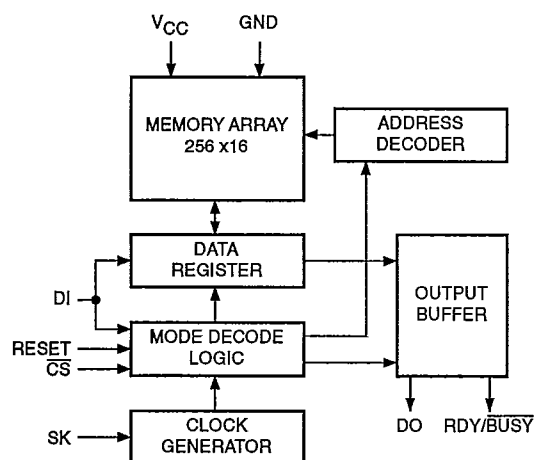 VCC GND
MEMORY ARRAY
256 x16
ADDRESS
DECODER
DATA
REGISTER
DI
OUTPUT
BUFFER
RESET
CS
MODE DECODE
LOGIC
DO RDY/BUSY
SK
CLOCK
GENERATOR